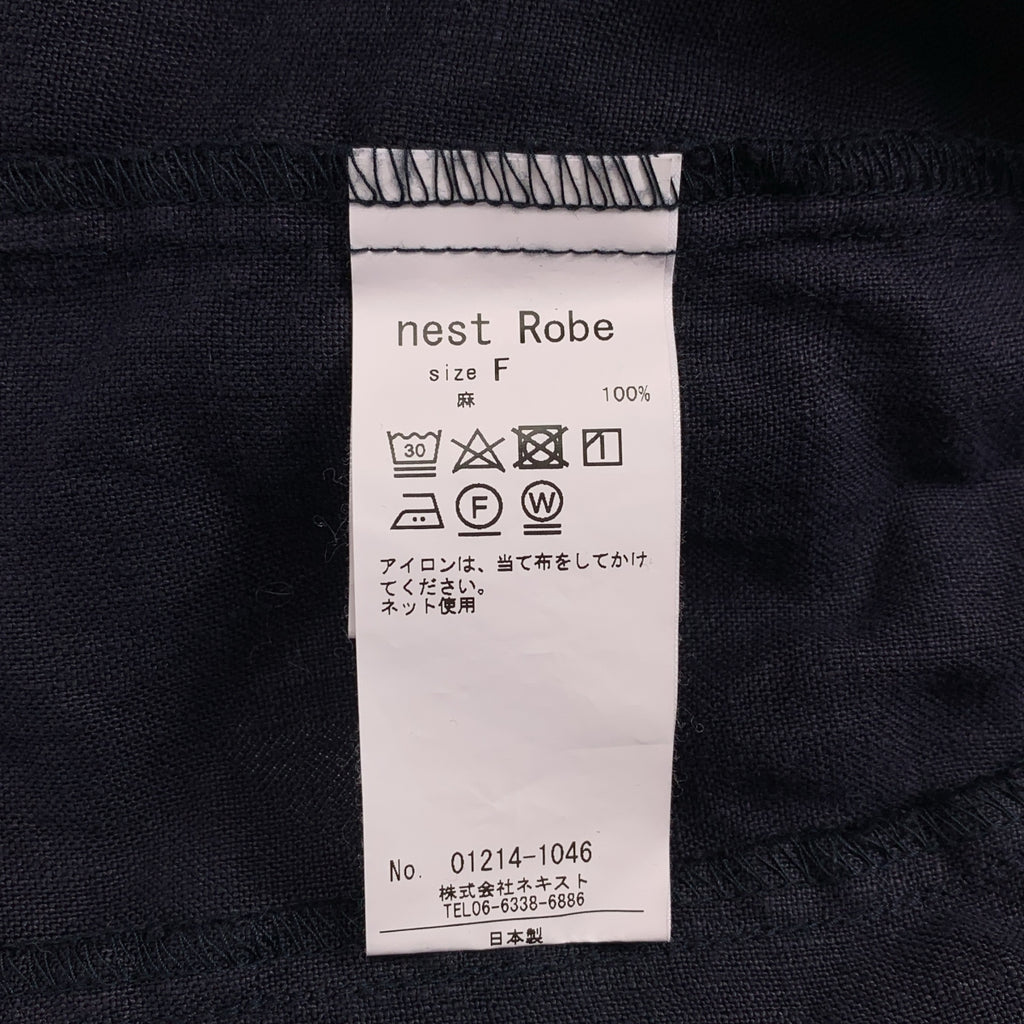 nest Robe
size F
麻 100%
30
F W
アイロンは、当て布をしてかけ
てください。
ネット使用
No. 01214-1046
株式会社ネキスト
TEL06-6338-6886
日本製